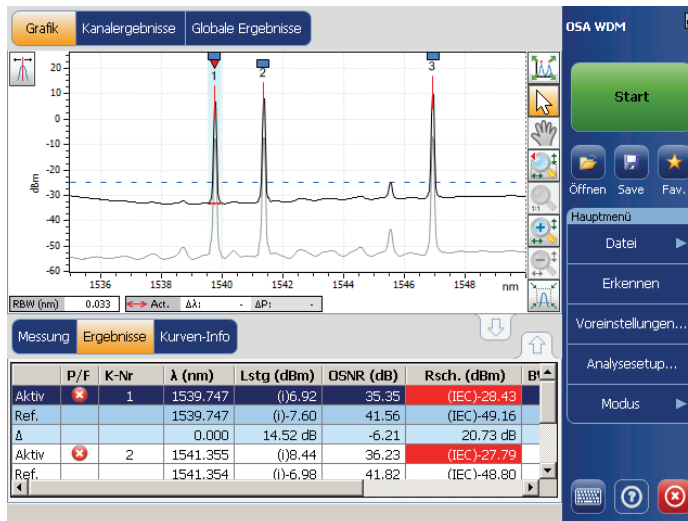 Grafik Kanalergebnisse Globale Ergebnisse
OSA WDM
1 2 3
20
10
0
-10
-20
-30
-40
-50
-60
dBm
1536 1538 1540 1542 1544 1546 1548 nm
1:1
RBW (nm) 0.033 Act. Δλ: - ΔP: -
Messung Ergebnisse Kurven-Info
P/F K-Nr λ (nm) Lstg (dBm) OSNR (dB) Rsch. (dBm)
Aktiv 1 1539.747 (i)6.92 35.35 (IEC)-28.43
Ref. 1539.747 (i)-7.60 41.56 (IEC)-49.16
Δ 0.000 14.52 dB -6.21 20.73 dB
Aktiv 2 1541.355 (i)8.44 36.23 (IEC)-27.79
Ref. 1541.354 (i)-6.98 41.82 (IEC)-48.80
Start
Öffnen Save Fav.
Hauptmenü
Datei
Erkennen
Voreinstellungen...
Analysesetup...
Modus
?